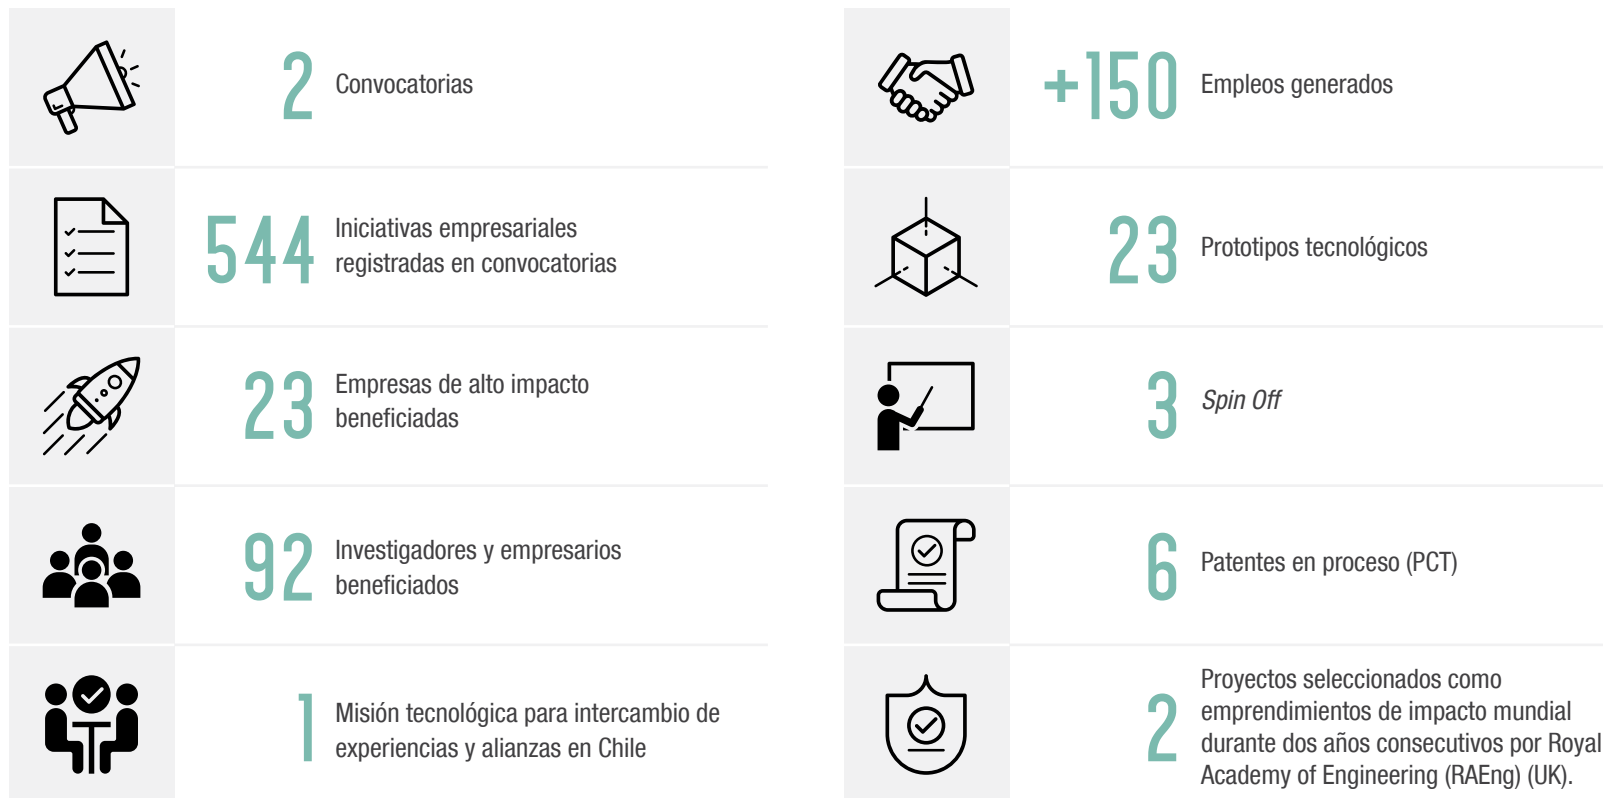 2 Convocatorias
544 Iniciativas empresariales
registradas en convocatorias
23 Empresas de alto impacto
beneficiadas
92 Investigadores y empresarios
beneficiados
1 Misión tecnológica para intercambio de
experiencias y alianzas en Chile
+150 Empleos generados
23 Prototipos tecnológicos
3 Spin Off
6 Patentes en proceso (PCT)
2 Proyectos seleccionados como
emprendimientos de impacto mundial
durante dos años consecutivos por Royal
Academy of Engineering (RAEng) (UK).